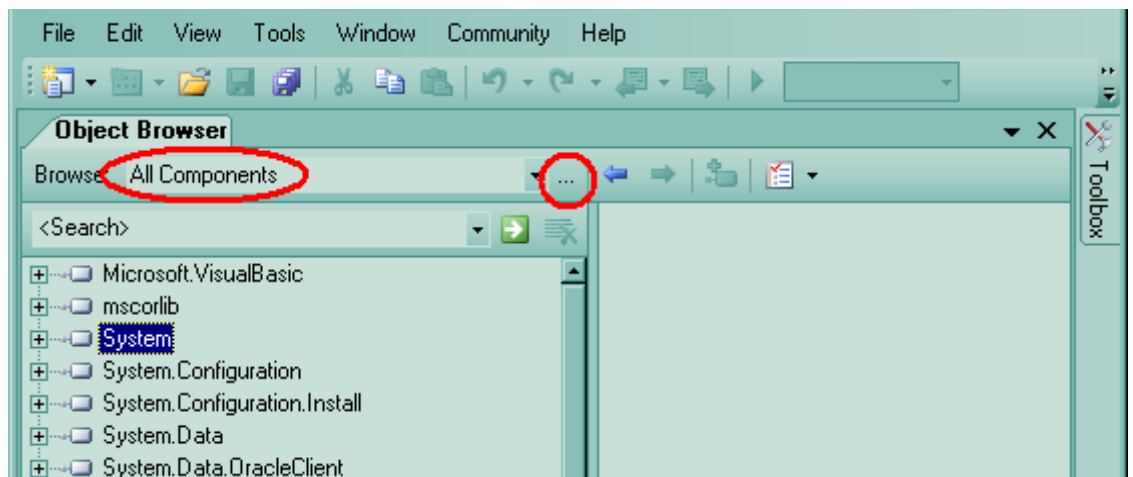 File Edit View Tools Window Community Help
Object Browser
Browse: All Components ...
<Search>
Microsoft.VisualBasic
mscorlib
System
System.Configuration
System.Configuration.Install
System.Data
System.Data.OracleClient
Toolbox